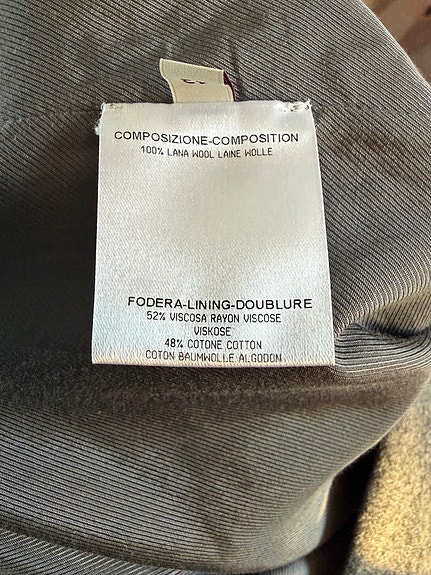 COMPOSIZIONE-COMPOSITION
100% LANA WOOL LAINE WOLLE
FODERA-LINING-DOUBLURE
52% VISCOSA RAYON VISCOSE
VISKOSE
48% COTONE COTTON
COTON BAUMWOLLE ALGODON